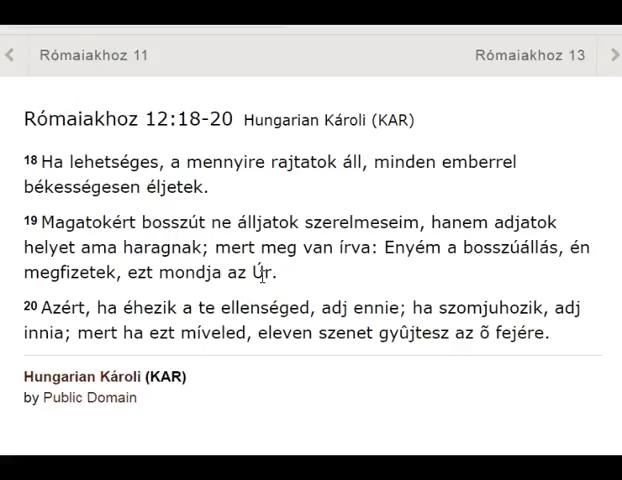 Rómaiakhoz 11
Rómaiakhoz 13
Rómaiakhoz 12:18-20 Hungarian Károli (KAR)
18 Ha lehetséges, a mennyire rajtatok áll, minden emberrel
békességesen éljetek.
19 Magatokért bosszút ne álljatok szerelmeseim, hanem adjatok
helyet ama haragnak; mert meg van írva: Enyém a bosszúállás, én
megfizetek, ezt mondja az Úr.
20 Azért, ha éhezik a te ellenséged, adj ennie; ha szomjuhozik, adj
innia; mert ha ezt míveled, eleven szenet gyûjtesz az õ fejére.
Hungarian Károli (KAR)
by Public Domain